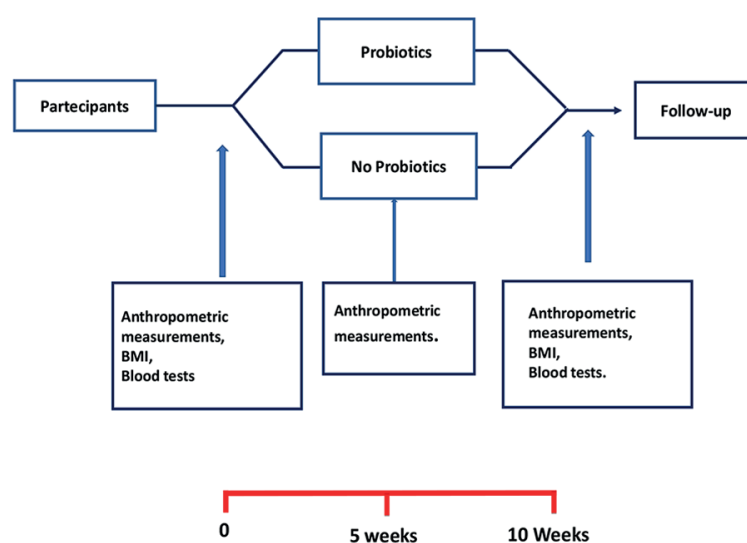 Probiotics
Partecipants
Follow-up
No Probiotics
Anthropometric
measurements,
BMI,
Blood tests
Anthropometric
measurements.
Anthropometric
measurements,
BMI,
Blood tests.
0
5 weeks
10 Weeks